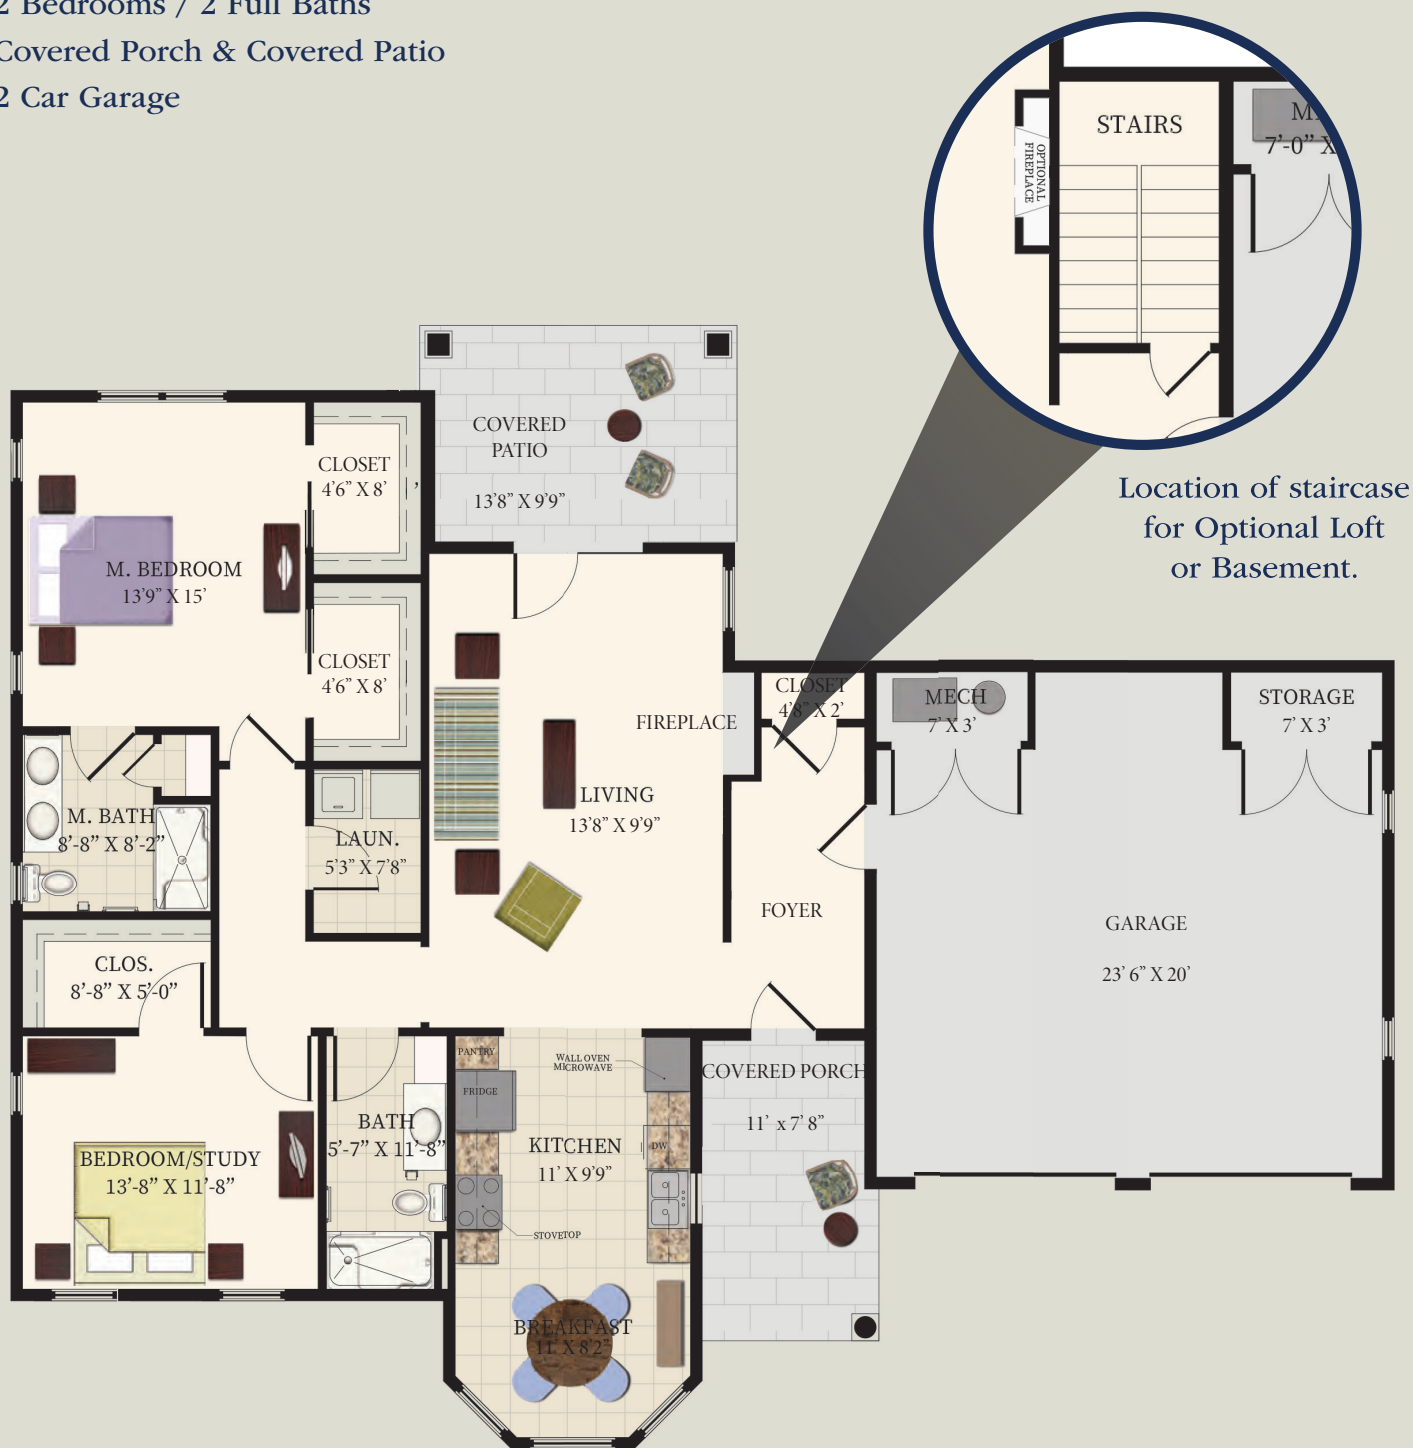 2 Bedrooms / 2 Full Baths
Covered Porch & Covered Patio
2 Car Garage
STAIRS
OPTIONAL
FIREPLACE
7’-0” X
Location of staircase
for Optional Loft
or Basement.
COVERED
PATIO
13’8” X 9’9”
CLOSET
4’6” X 8’
M. BEDROOM
13’9” X 15’
CLOSET
4’6” X 8’
CLOSET
4’8” X 2’
FIREPLACE
MECH
7’ X 3’
STORAGE
7’ X 3’
LIVING
13’8” X 9’9”
M. BATH
8’-8” X 8’-2”
LAUN.
5’3” X 7’8”
FOYER
GARAGE
23’ 6” X 20’
CLOS.
8’-8” X 5’-0”
PANTRY
FRIDGE
WALL OVEN
MICROWAVE
COVERED PORCH
11’ x 7’ 8”
BATH
5’-7” X 11’-8”
KITCHEN
11’ X 9’9”
DW
BEDROOM/STUDY
13’-8” X 11’-8”
STOVETOP
BREAKFAST
11’ X 8’2”